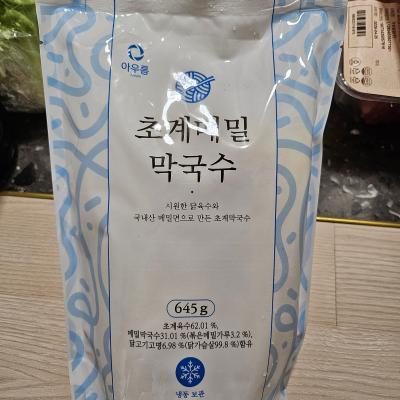 아우름
초계메밀
막국수
시원한 닭육수와
국내산 메밀면으로 만든 초계막국수
645g
초계육수62.01 %,
메밀막국수31.01 %(볶은메밀가루3.2 %),
닭고기고명6.98 %(닭가슴살99.8 %)함유
냉동 보관